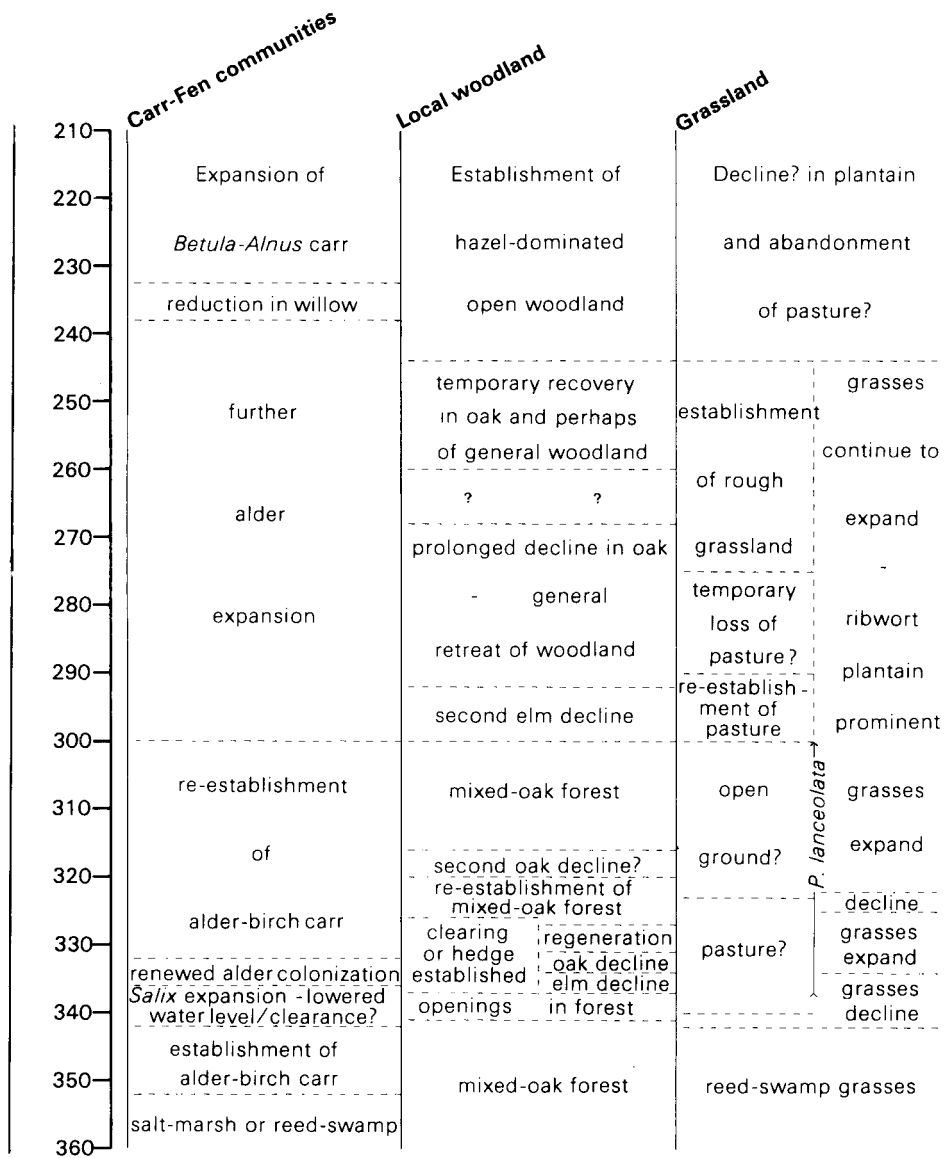 Carr-Fen communities
Local woodland
Grassland
210
220
230
240
250
260
270
280
290
300
310
320
330
340
350
360
Expansion of
Betula-Alnus carr
reduction in willow
further
alder
expansion
re-establishment
of
alder-birch carr
renewed alder colonization
Salix expansion - lowered
water level/clearance?
establishment of
alder-birch carr
salt-marsh or reed-swamp
Establishment of
hazel-dominated
open woodland
temporary recovery
in oak and perhaps
of general woodland
? ?
prolonged decline in oak
- general
retreat of woodland
second elm decline
mixed-oak forest
second oak decline?
re-establishment of
mixed-oak forest
clearing
or hedge
established
regeneration
oak decline
elm decline
openings in forest
mixed-oak forest
Decline? in plantain
and abandonment
of pasture?
establishment
of rough
grassland
temporary
loss of
pasture?
re-establish-
ment of
pasture
open
ground?
pasture?
P. lanceolata
grasses
continue to
expand
-
ribwort
plantain
prominent
grasses
expand
decline
grasses
expand
grasses
decline
reed-swamp grasses